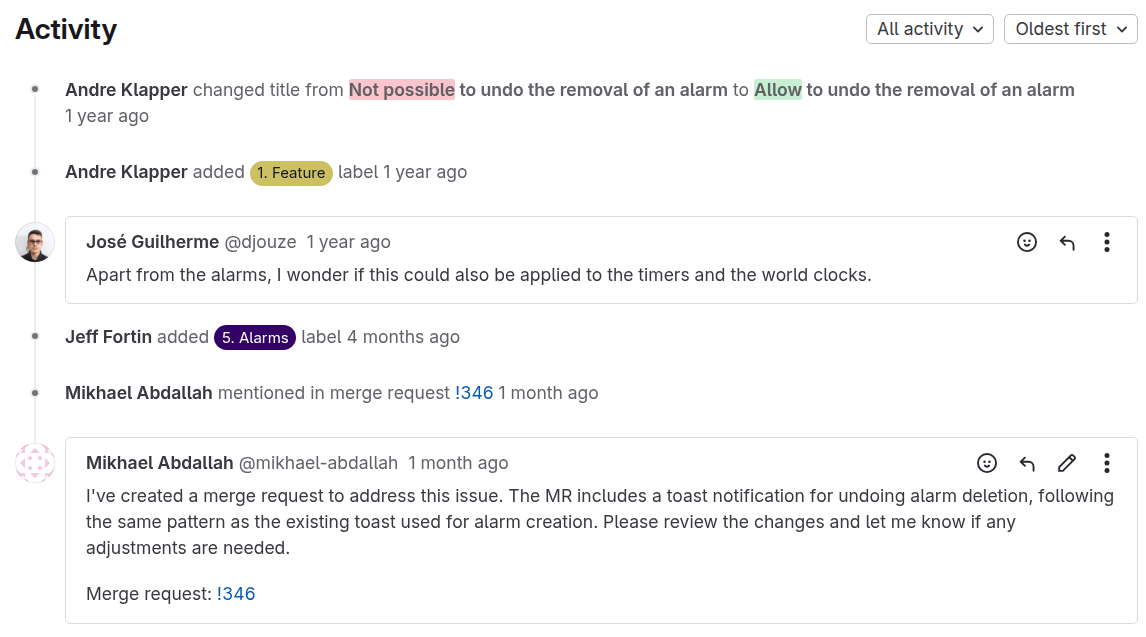 Activity
All activity
Oldest first
Andre Klapper changed title from Not possible to undo the removal of an alarm to Allow to undo the removal of an alarm
1 year ago
Andre Klapper added 1. Feature label 1 year ago
José Guilherme @djouze 1 year ago
Apart from the alarms, I wonder if this could also be applied to the timers and the world clocks.
Jeff Fortin added 5. Alarms label 4 months ago
Mikhael Abdallah mentioned in merge request !346 1 month ago
Mikhael Abdallah @mikhael-abdallah 1 month ago
I've created a merge request to address this issue. The MR includes a toast notification for undoing alarm deletion, following
the same pattern as the existing toast used for alarm creation. Please review the changes and let me know if any
adjustments are needed.
Merge request: !346